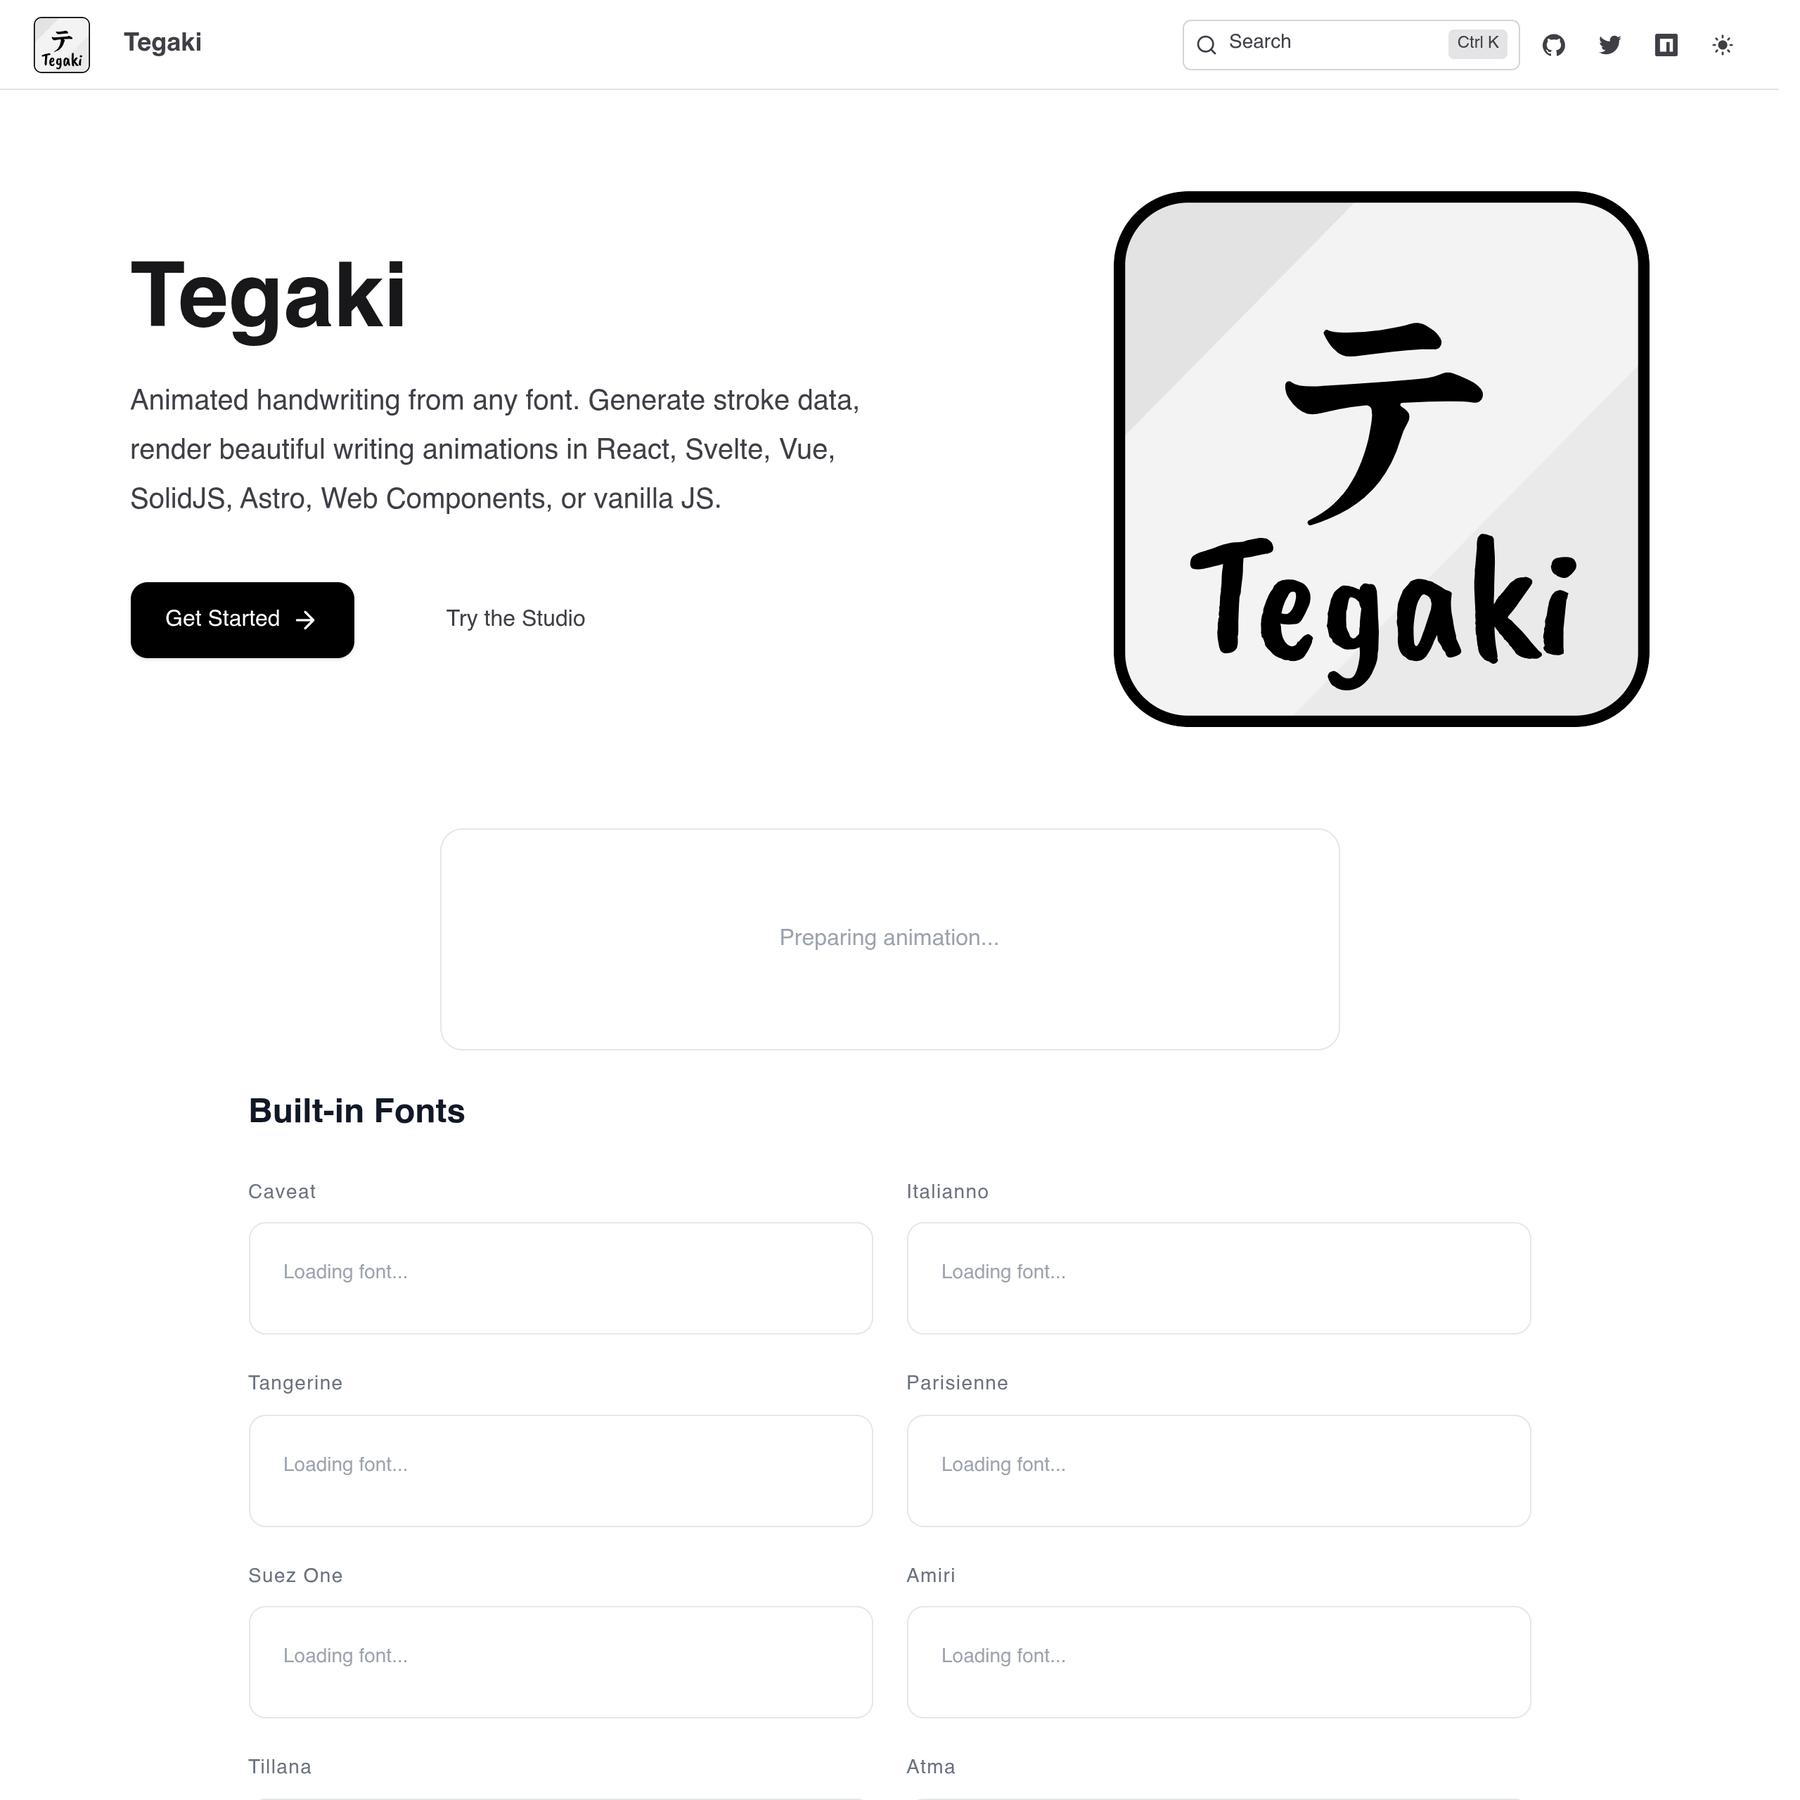 テ
Tegaki
Tegaki
Search
Ctrl K
Tegaki
Animated handwriting from any font. Generate stroke data,
render beautiful writing animations in React, Svelte, Vue,
SolidJS, Astro, Web Components, or vanilla JS.
Get Started
Try the Studio
テ
Tegaki
Preparing animation...
Built-in Fonts
Caveat
Italianno
Loading font...
Loading font...
Tangerine
Parisienne
Loading font...
Loading font...
Suez One
Amiri
Loading font...
Loading font...
Tillana
Atma